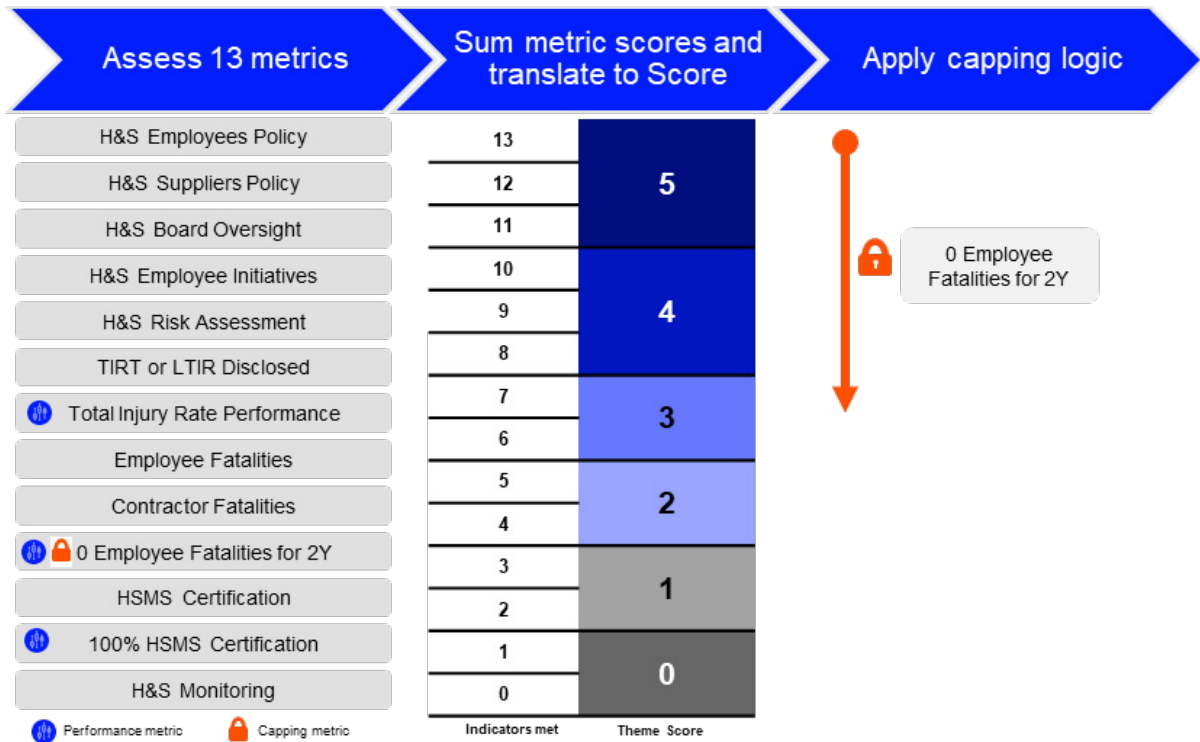 Assess 13 metrics
Sum metric scores and
translate to Score
Apply capping logic
H&S Employees Policy
H&S Suppliers Policy
H&S Board Oversight
H&S Employee Initiatives
H&S Risk Assessment
TIRT or LTIR Disclosed
Total Injury Rate Performance
Employee Fatalities
Contractor Fatalities
0 Employee Fatalities for 2Y
HSMS Certification
100% HSMS Certification
H&S Monitoring
Performance metric
Capping metric
13
12
11
10
9
8
7
6
5
4
3
2
1
0
Indicators met
5
4
3
2
1
0
Theme Score
0 Employee
Fatalities for 2Y